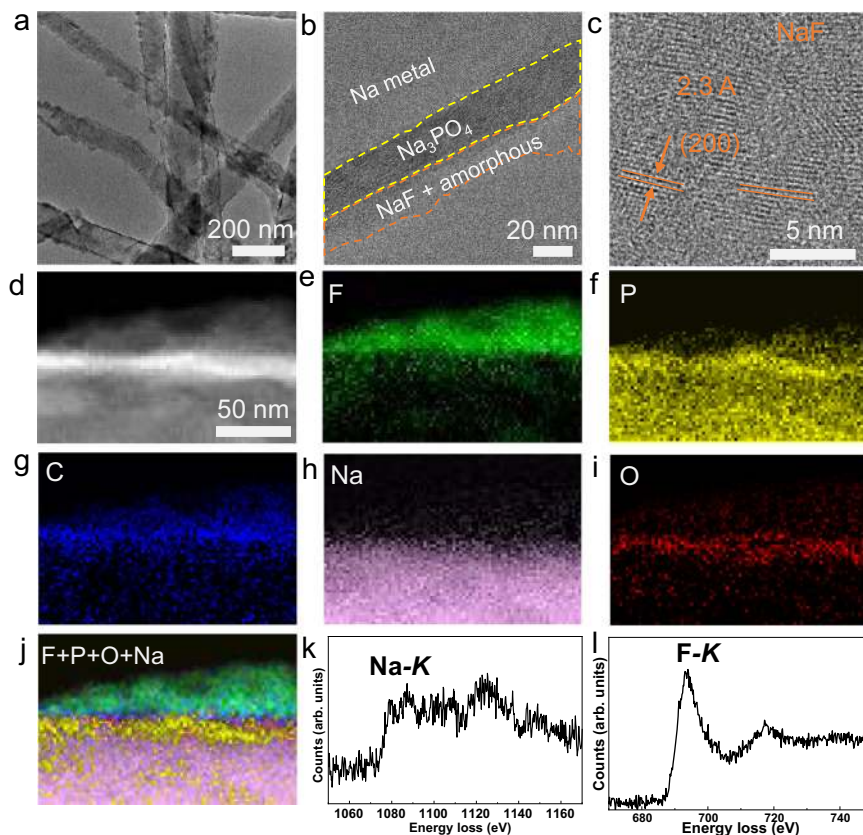 a
200 nm
b
Na metal
Na₃PO₄
NaF + amorphous
20 nm
c
NaF
2.3 A
(200)
5 nm
d
50 nm
e
F
f
P
g
C
h
Na
i
O
j
F+P+O+Na
k
Na-K
Counts (arb. units)
1060 1080 1100 1120 1140 1160
Energy loss (eV)
l
F-K
Counts (arb. units)
680 700 720 740
Energy loss (eV)